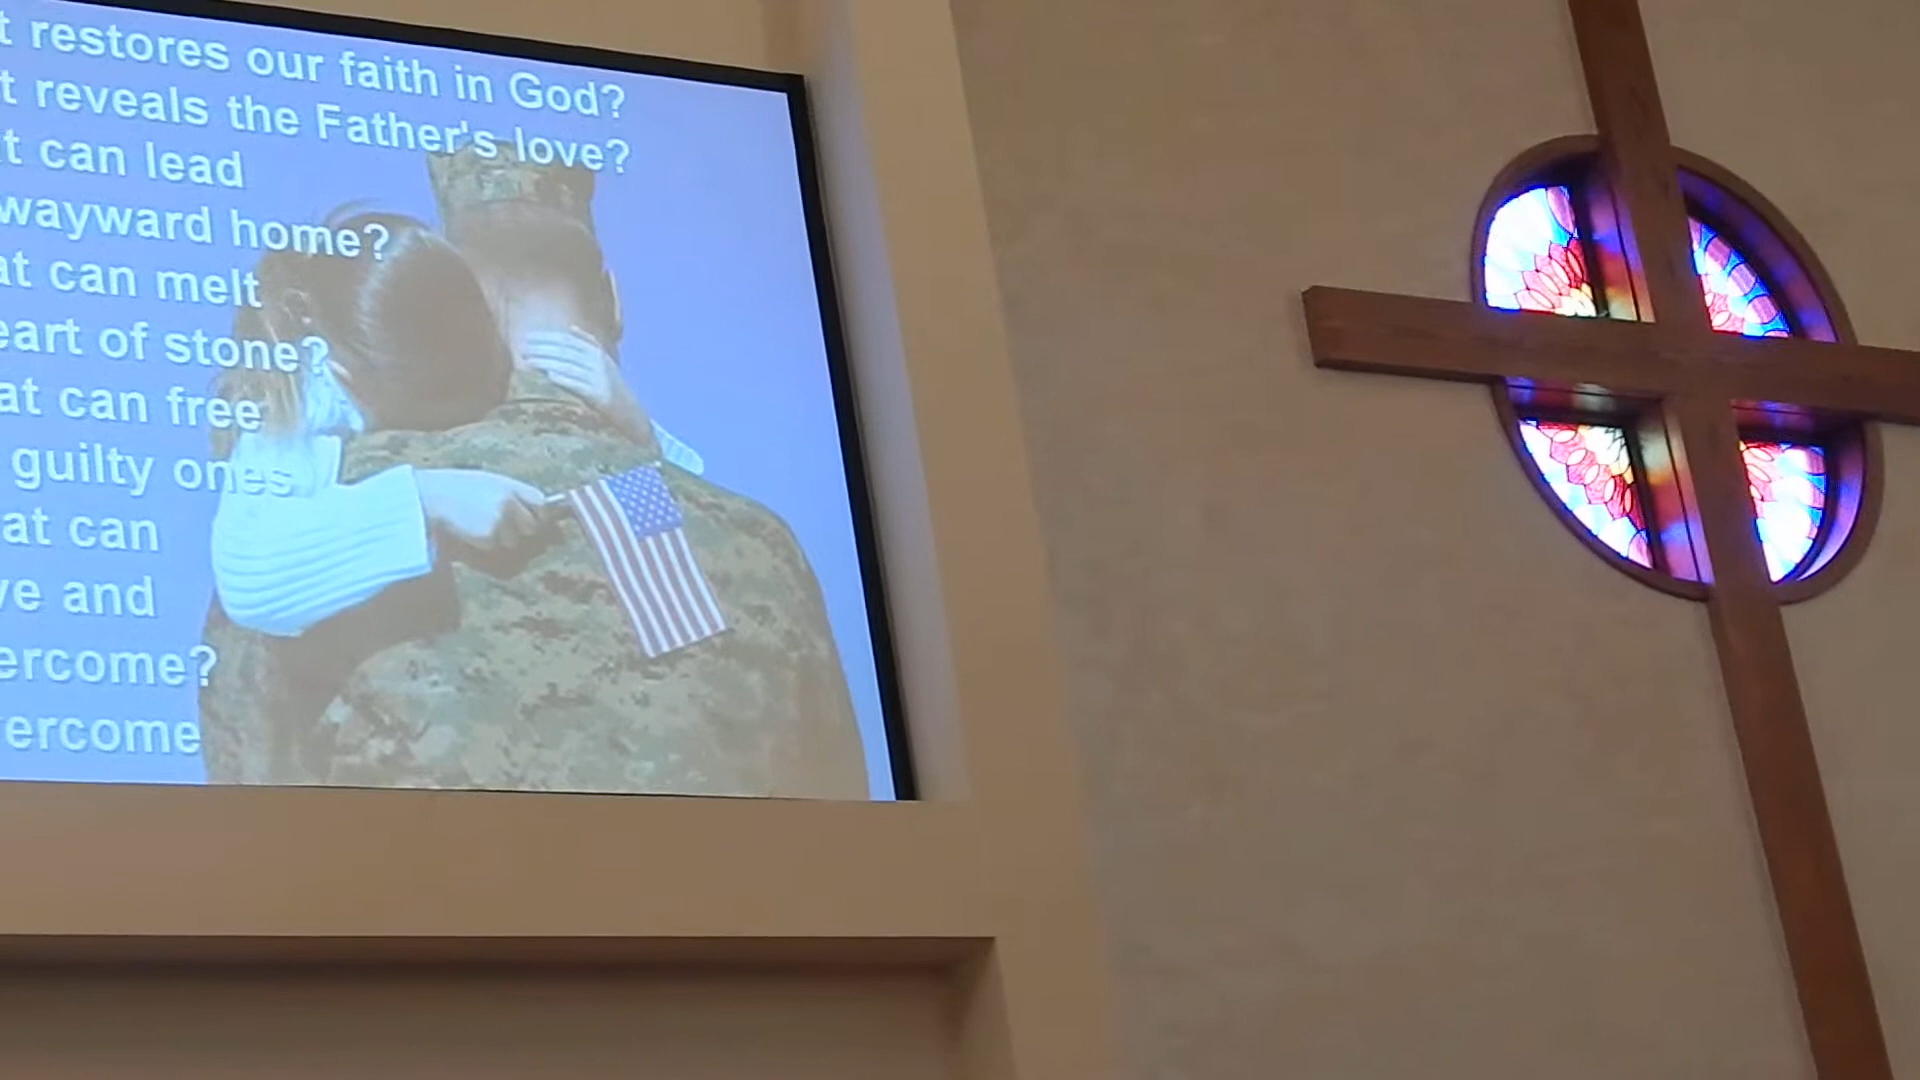 t restores our faith in God?
t reveals the Father's love?
t can lead
wayward home?
at can melt
eart of stone?
at can free
guilty ones
at can
ve and
ercome?
ercome